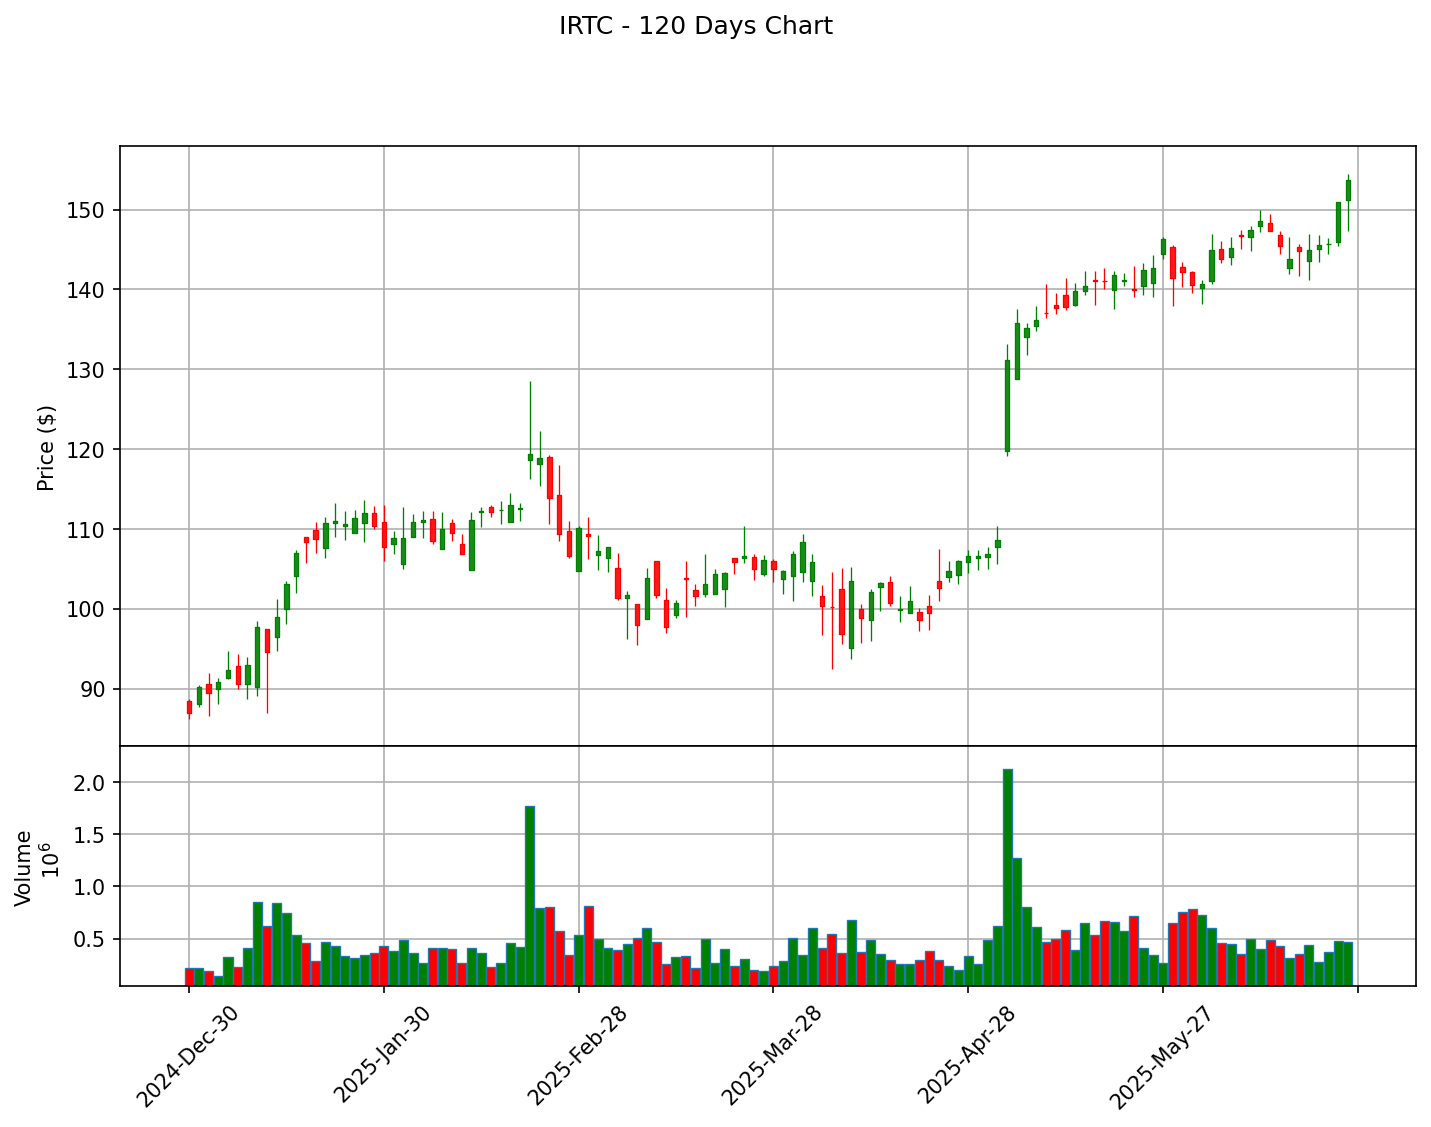 IRTC - 120 Days Chart
150
140
130
120
110
100
90
Price ($)
2.0
1.5
1.0
0.5
Volume
10^6
2024-Dec-30
2025-Jan-30
2025-Feb-28
2025-Mar-28
2025-Apr-28
2025-May-27